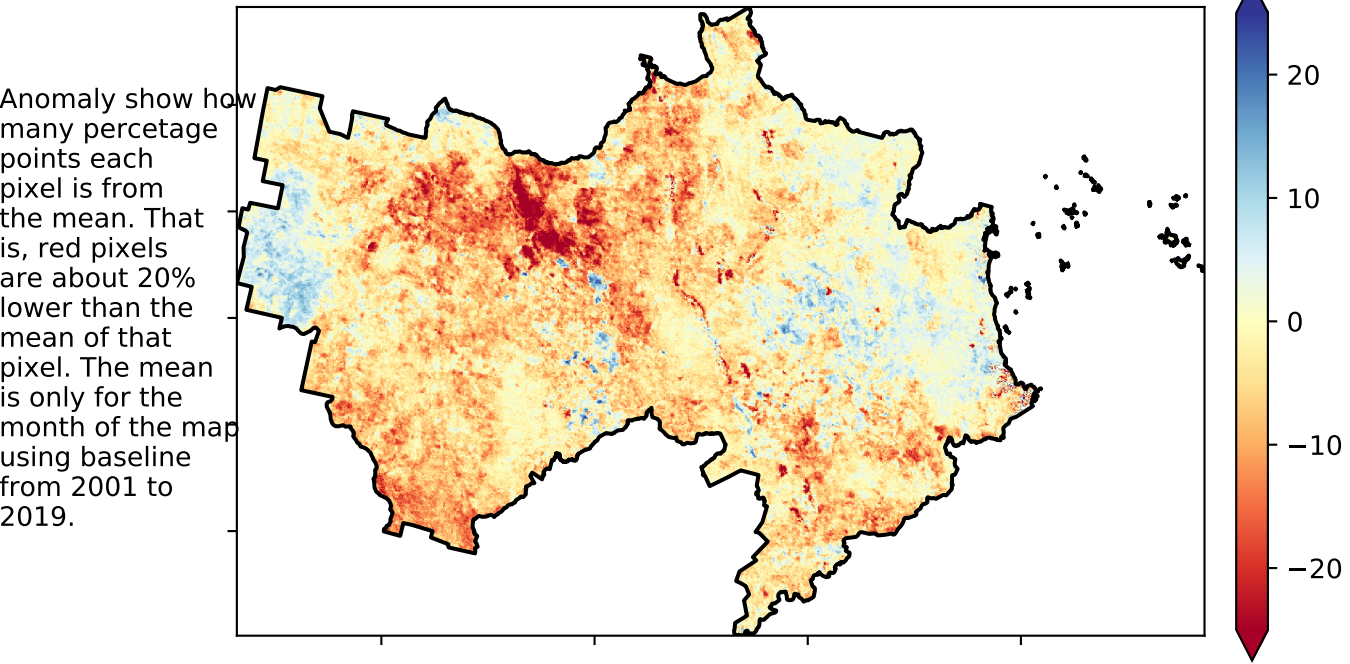 Anomaly show how
many percetage
points each
pixel is from
the mean. That
is, red pixels
are about 20%
lower than the
mean of that
pixel. The mean
is only for the
month of the map
using baseline
from 2001 to
2019.
20
10
0
−10
−20